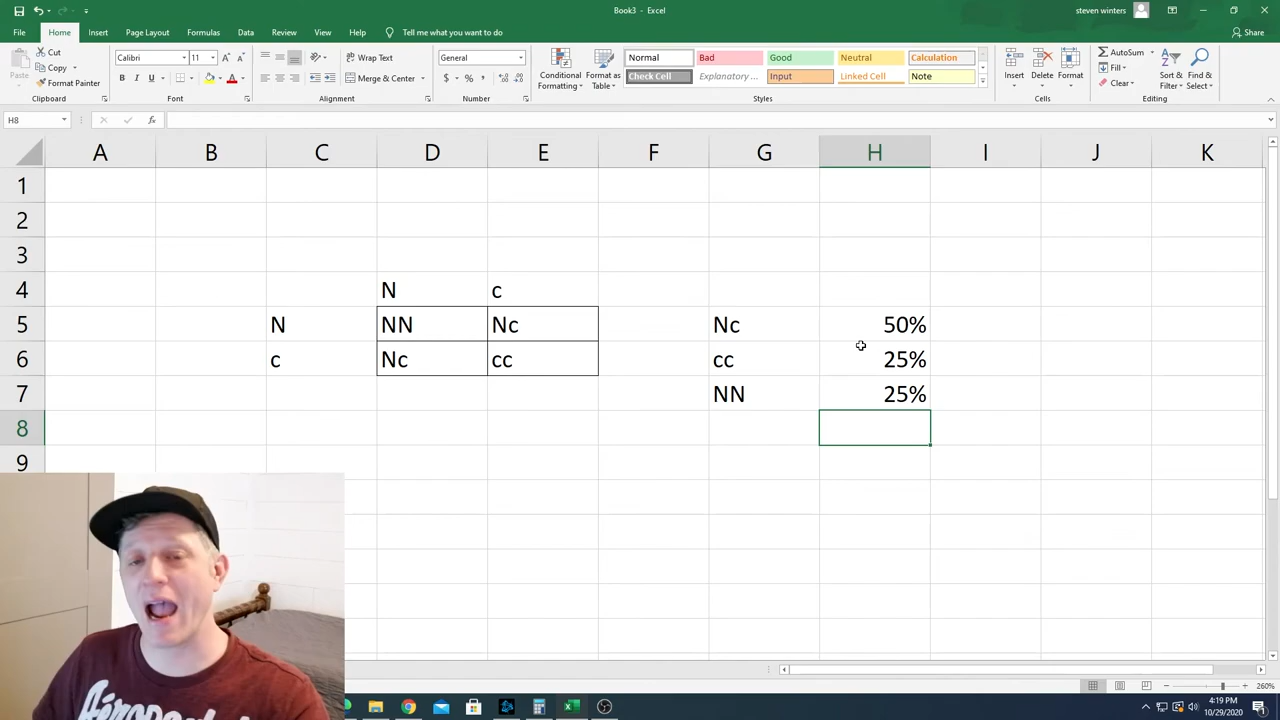 Book3 - Excel
steven winters
File Home Insert Page Layout Formulas Data Review View Help Tell me what you want to do Share
Paste
Cut
Copy
Format Painter
Clipboard
Calibri 11
B I U
Font
Wrap Text
Merge & Center
Alignment
General
$ % ,
Number
Conditional Formatting
Format as Table
Normal Bad Good Neutral Calculation
Check Cell Explanatory ... Input Linked Cell Note
Styles
Insert Delete Format
Cells
AutoSum
Fill
Clear
Sort & Filter
Find & Select
Editing
H8 fx
A B C D E F G H I J K
1
2
3
4 N c
5 N NN Nc Nc 50%
6 c Nc cc cc 25%
7 NN 25%
8
9
260%
4:19 PM
10/29/2020